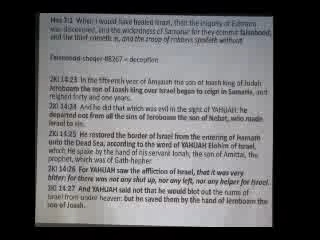 Hos 7:1 When I would have healed Israel, then the iniquity of Ephraim
was discovered, and the wickedness of Samaria: for they commit falsehood;
and the thief cometh in, and the troop of robbers spoileth without.
Falsehood-sheqer-H8267 = deception
2Ki 14:23 In the fifteenth year of Amaziah the son of Joash king of Judah
Jeroboam the son of Joash king over Israel began to reign in Samaria, and
reigned forty and one years.
2Ki 14:24 And he did that which was evil in the sight of YAHUAH: he
departed not from all the sins of Jeroboam the son of Nebat, who made
Israel to sin.
2Ki 14:25 He restored the border of Israel from the entering of Hamath
unto the Dead Sea, according to the word of YAHUAH Elohim of Israel,
which He spake by the hand of his servant Jonah, the son of Amittai, the
prophet, which was of Gath-hepher.
2Ki 14:26 For YAHUAH saw the affliction of Israel, that it was very
bitter: for there was not any shut up, nor any left, nor any helper for Israel.
2Ki 14:27 And YAHUAH said not that he would blot out the name of
Israel from under heaven: but he saved them by the hand of Jeroboam the
son of Joash.